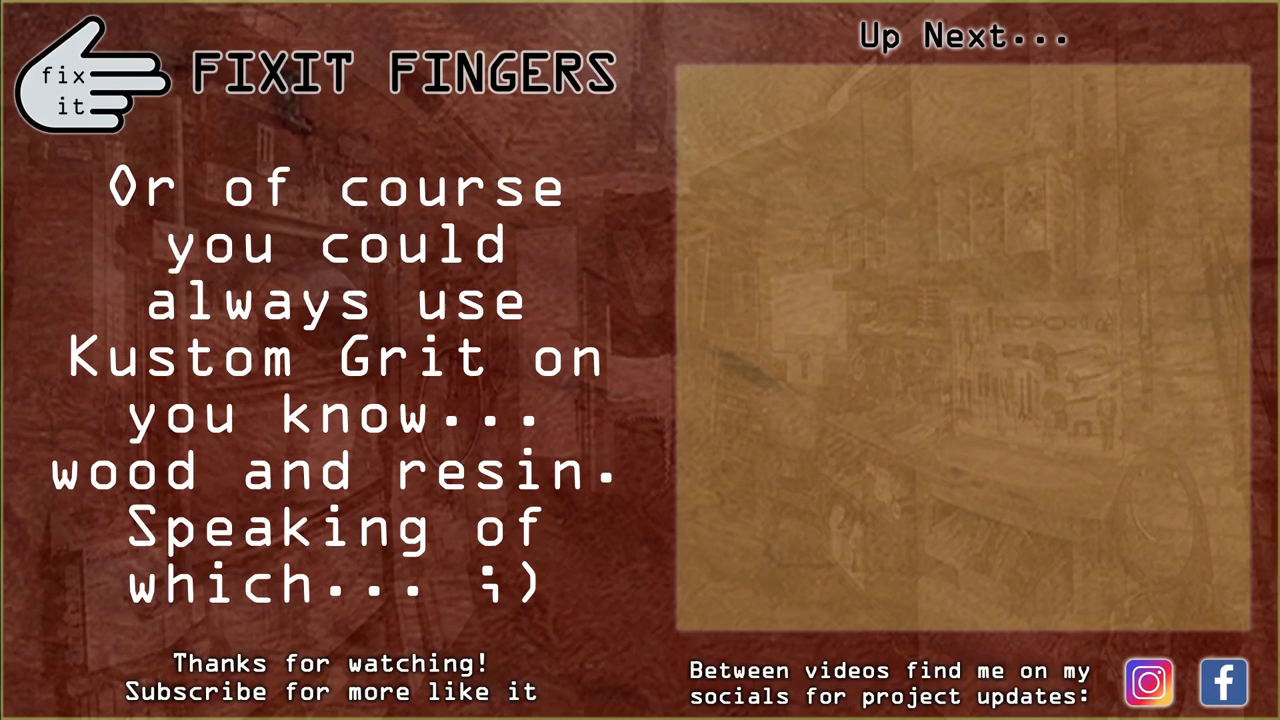 fix
it
FIXIT FINGERS
Or of course
you could
always use
Kustom Grit on
you know...
wood and resin.
Speaking of
which... ;)
Thanks for watching!
Subscribe for more like it
Up Next...
Between videos find me on my
socials for project updates: